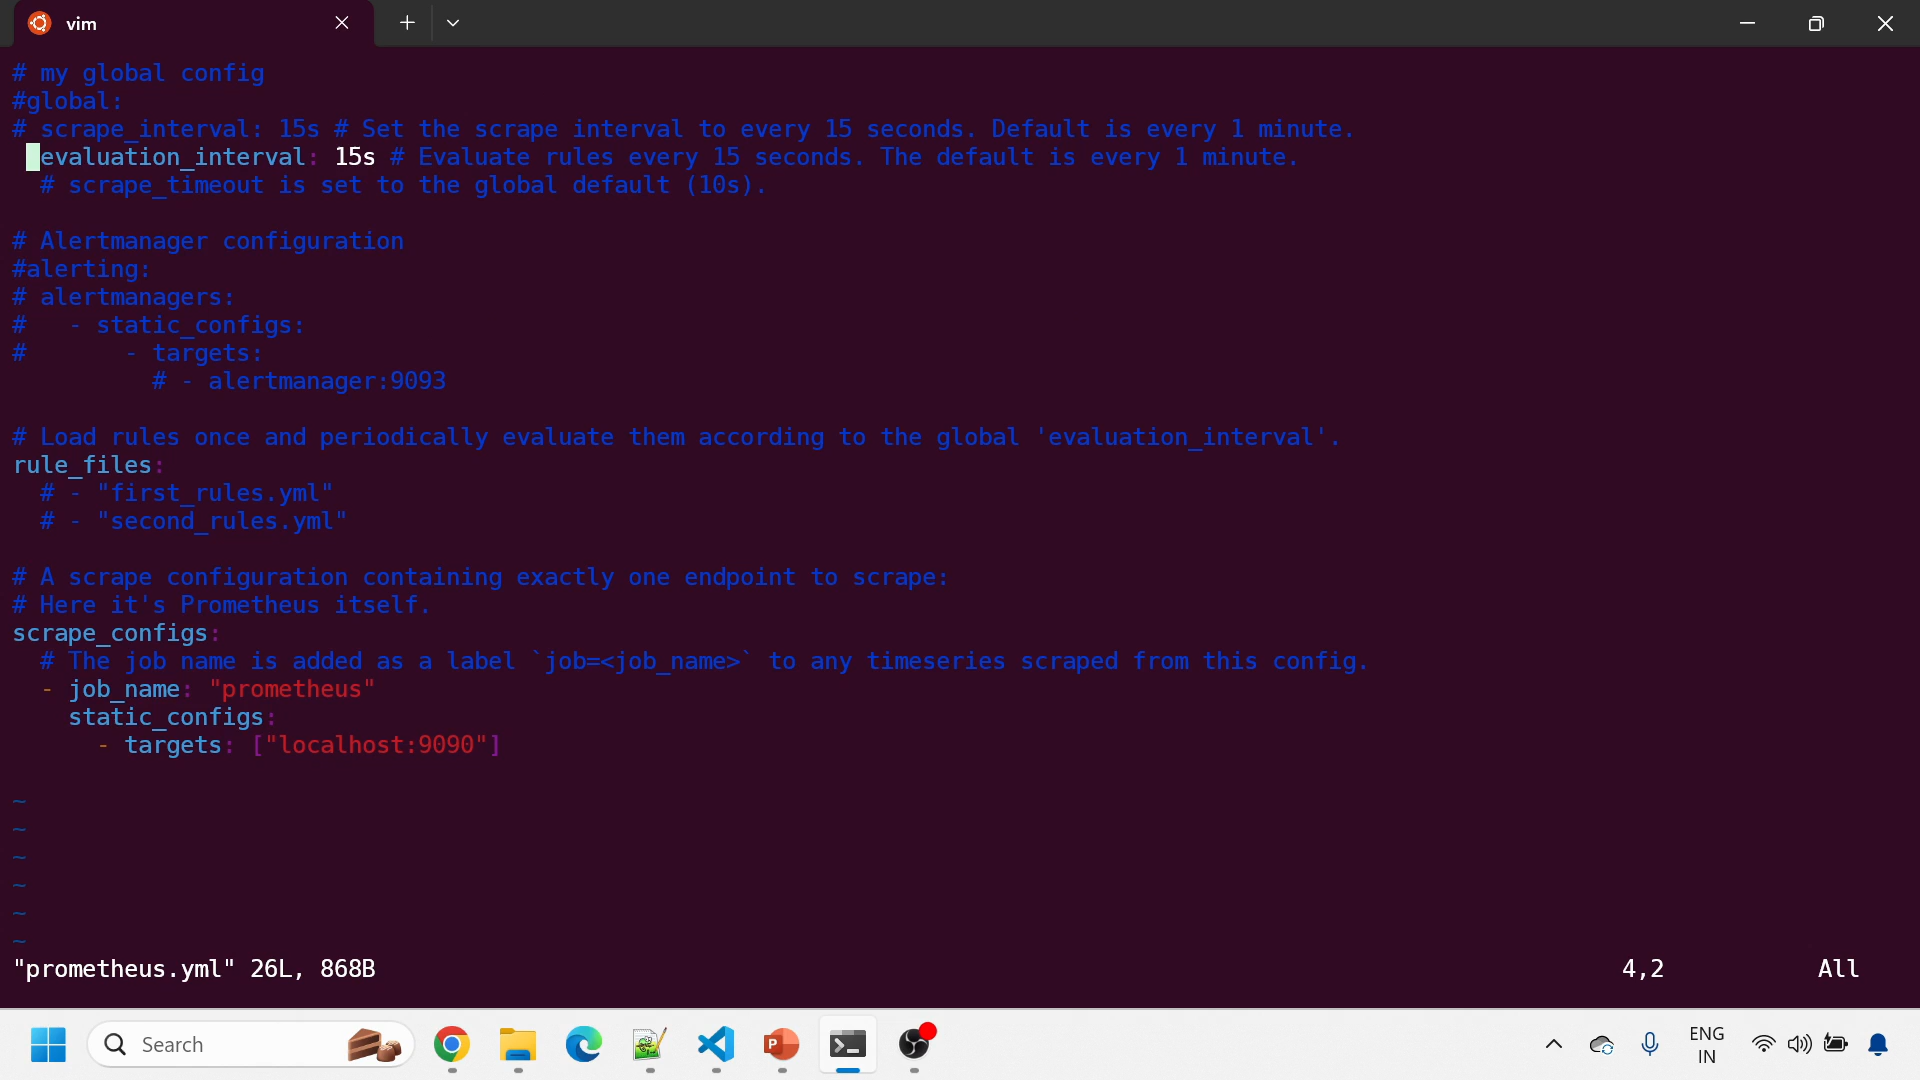 vim
# my global config
#global:
# scrape_interval: 15s # Set the scrape interval to every 15 seconds. Default is every 1 minute.
evaluation_interval: 15s # Evaluate rules every 15 seconds. The default is every 1 minute.
# scrape_timeout is set to the global default (10s).
# Alertmanager configuration
#alerting:
# alertmanagers:
# - static_configs:
# - targets:
# - alertmanager:9093
# Load rules once and periodically evaluate them according to the global 'evaluation_interval'.
rule_files:
# - "first_rules.yml"
# - "second_rules.yml"
# A scrape configuration containing exactly one endpoint to scrape:
# Here it's Prometheus itself.
scrape_configs:
# The job name is added as a label `job=<job_name>` to any timeseries scraped from this config.
- job_name: "prometheus"
static_configs:
- targets: ["localhost:9090"]
~
~
~
~
~
~
"prometheus.yml" 26L, 868B 4,2 All
Search
ENG
IN